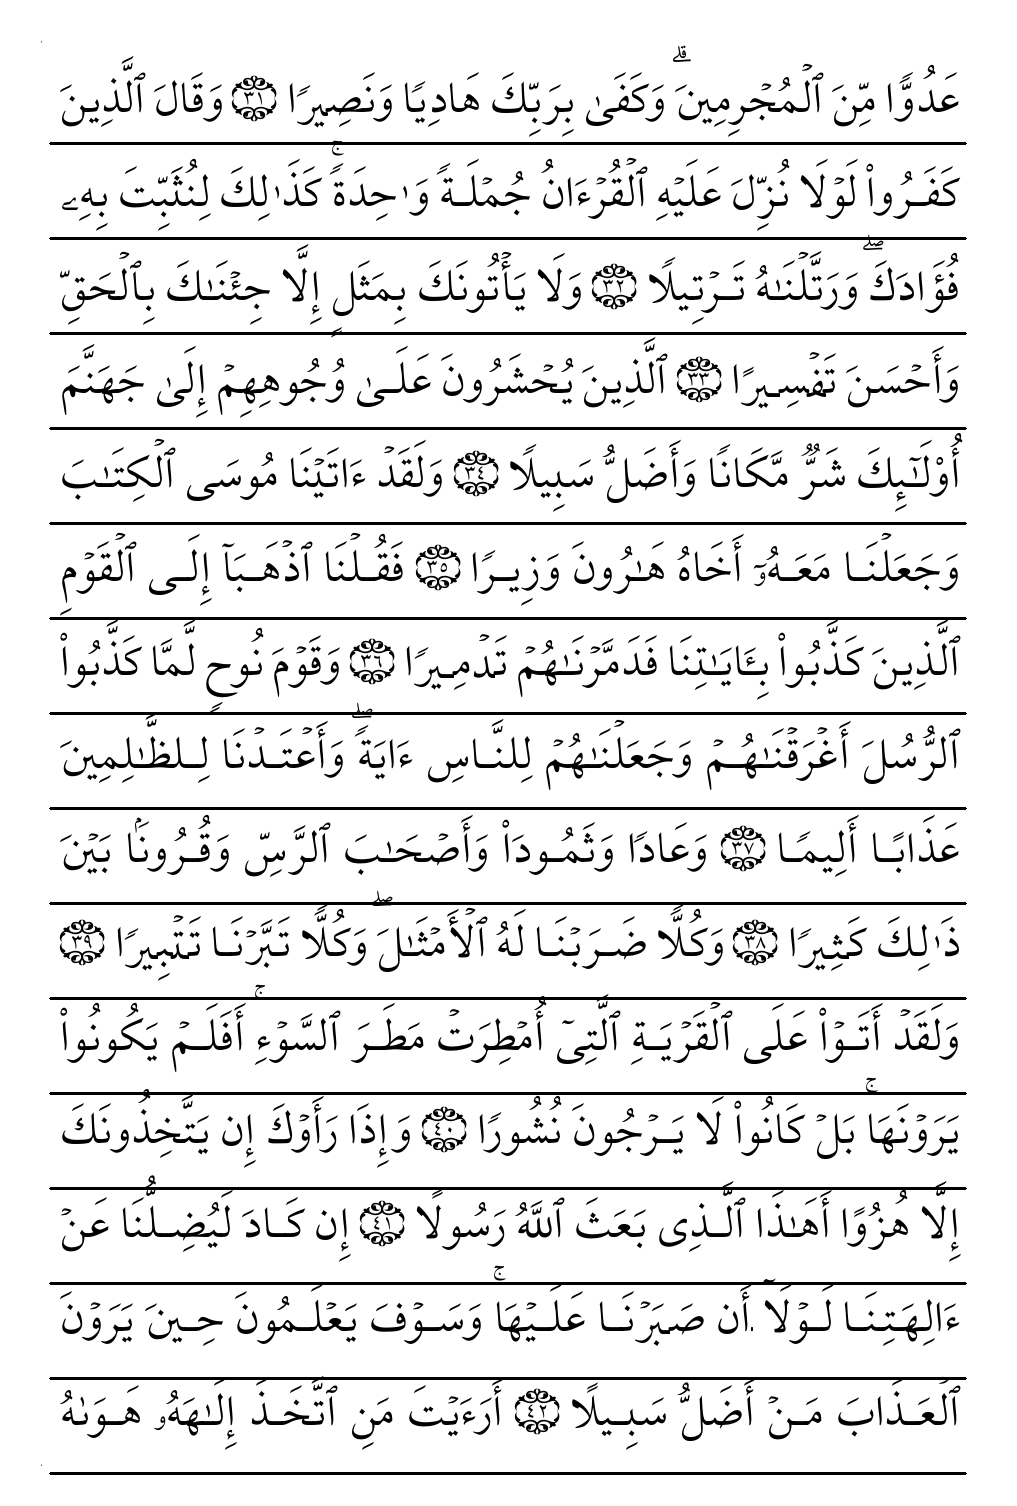 عَدُوًّا مِّنَ ٱلْمُجْرِمِينَ ۗ وَكَفَىٰ بِرَبِّكَ هَادِيًا وَنَصِيرًا ٣١ وَقَالَ ٱلَّذِينَ
كَفَرُوا۟ لَوْلَا نُزِّلَ عَلَيْهِ ٱلْقُرْءَانُ جُمْلَةً وَٰحِدَةً ۚ كَذَٰلِكَ لِنُثَبِّتَ بِهِۦ
فُؤَادَكَ ۖ وَرَتَّلْنَـٰهُ تَرْتِيلًا ٣٢ وَلَا يَأْتُونَكَ بِمَثَلٍ إِلَّا جِئْنَـٰكَ بِٱلْحَقِّ
وَأَحْسَنَ تَفْسِيرًا ٣٣ ٱلَّذِينَ يُحْشَرُونَ عَلَىٰ وُجُوهِهِمْ إِلَىٰ جَهَنَّمَ
أُو۟لَـٰٓئِكَ شَرٌّ مَّكَانًا وَأَضَلُّ سَبِيلًا ٣٤ وَلَقَدْ ءَاتَيْنَا مُوسَى ٱلْكِتَـٰبَ
وَجَعَلْنَا مَعَهُۥٓ أَخَاهُ هَـٰرُونَ وَزِيرًا ٣٥ فَقُلْنَا ٱذْهَبَآ إِلَى ٱلْقَوْمِ
ٱلَّذِينَ كَذَّبُوا۟ بِـَٔايَـٰتِنَا فَدَمَّرْنَـٰهُمْ تَدْمِيرًا ٣٦ وَقَوْمَ نُوحٍ لَّمَّا كَذَّبُوا۟
ٱلرُّسُلَ أَغْرَقْنَـٰهُمْ وَجَعَلْنَـٰهُمْ لِلنَّاسِ ءَايَةً ۖ وَأَعْتَدْنَا لِلظَّـٰلِمِينَ
عَذَابًا أَلِيمًا ٣٧ وَعَادًا وَثَمُودَا۟ وَأَصْحَـٰبَ ٱلرَّسِّ وَقُرُونًۢا بَيْنَ
ذَٰلِكَ كَثِيرًا ٣٨ وَكُلًّا ضَرَبْنَا لَهُ ٱلْأَمْثَـٰلَ ۖ وَكُلًّا تَبَّرْنَا تَتْبِيرًا ٣٩
وَلَقَدْ أَتَوْا۟ عَلَى ٱلْقَرْيَةِ ٱلَّتِىٓ أُمْطِرَتْ مَطَرَ ٱلسَّوْءِ ۚ أَفَلَمْ يَكُونُوا۟
يَرَوْنَهَا ۚ بَلْ كَانُوا۟ لَا يَرْجُونَ نُشُورًا ٤٠ وَإِذَا رَأَوْكَ إِن يَتَّخِذُونَكَ
إِلَّا هُزُوًا أَهَـٰذَا ٱلَّذِى بَعَثَ ٱللَّهُ رَسُولًا ٤١ إِن كَادَ لَيُضِلُّنَا عَنْ
ءَالِهَتِنَا لَوْلَآ أَن صَبَرْنَا عَلَيْهَا ۚ وَسَوْفَ يَعْلَمُونَ حِينَ يَرَوْنَ
ٱلْعَذَابَ مَنْ أَضَلُّ سَبِيلًا ٤٢ أَرَءَيْتَ مَنِ ٱتَّخَذَ إِلَـٰهَهُۥ هَوَىٰهُ